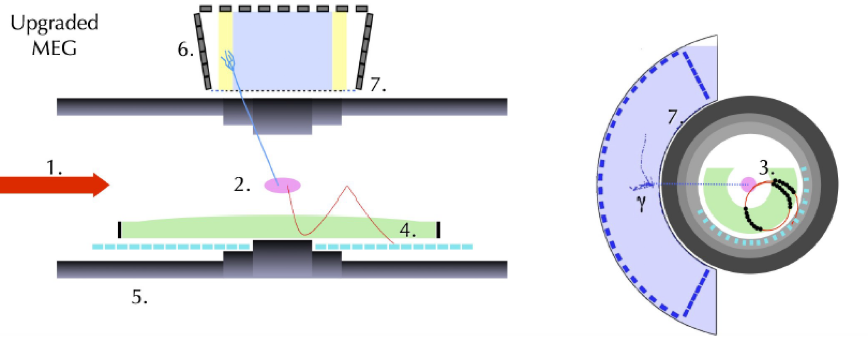 Upgraded
MEG
6.
7.
1.
2.
4.
5.
7.
3.
γ